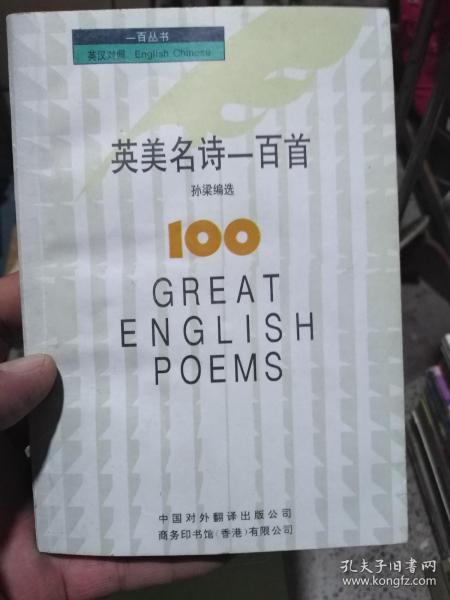 一百丛书
英汉对照 English Chinese
英美名诗一百首
孙梁编选
100
GREAT
ENGLISH
POEMS
中国对外翻译出版公司
商务印书馆(香港)有限公司
孔夫子旧书网
www.kongfz.com